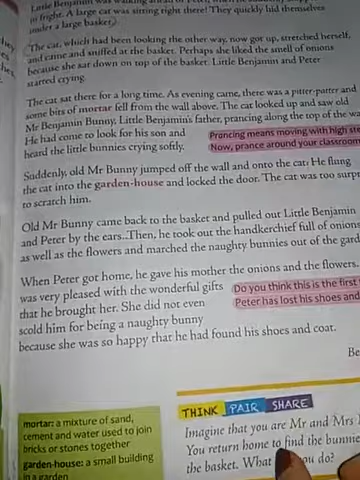 Little Benjamin was walking
in fright. A large cat was sitting right there! They quickly hid themselves
under a large basket.
The cat, which had been looking the other way, now got up, stretched herself,
and came and sniffed at the basket. Perhaps she liked the smell of onions
because she sat down on top of the basket. Little Benjamin and Peter
started crying.
The cat sat there for a long time. As evening came, there was a pitter-patter and
some bits of mortar fell from the wall above. The cat looked up and saw old
Mr Benjamin Bunny, Little Benjamin's father, prancing along the top of the wa
He had come to look for his son and
heard the little bunnies crying softly.
Prancing means moving with high ste
Now, prance around your classroom
Suddenly, old Mr Bunny jumped off the wall and onto the cat. He flung
the cat into the garden-house and locked the door. The cat was too surpr
to scratch him.
Old Mr Bunny came back to the basket and pulled out Little Benjamin
and Peter by the ears. Then, he took out the handkerchief full of onions
as well as the flowers and marched the naughty bunnies out of the gard
When Peter got home, he gave his mother the onions and the flowers.
was very pleased with the wonderful gifts
that he brought her. She did not even
scold him for being a naughty bunny
because she was so happy that he had found his shoes and coat.
Do you think this is the first
Peter has lost his shoes and
Be
THINK PAIR SHARE
Imagine that you are Mr and Mrs
You return home to find the bunnie
the basket. What you do?
mortar: a mixture of sand,
cement and water used to join
bricks or stones together
garden-house: a small building
in a garden